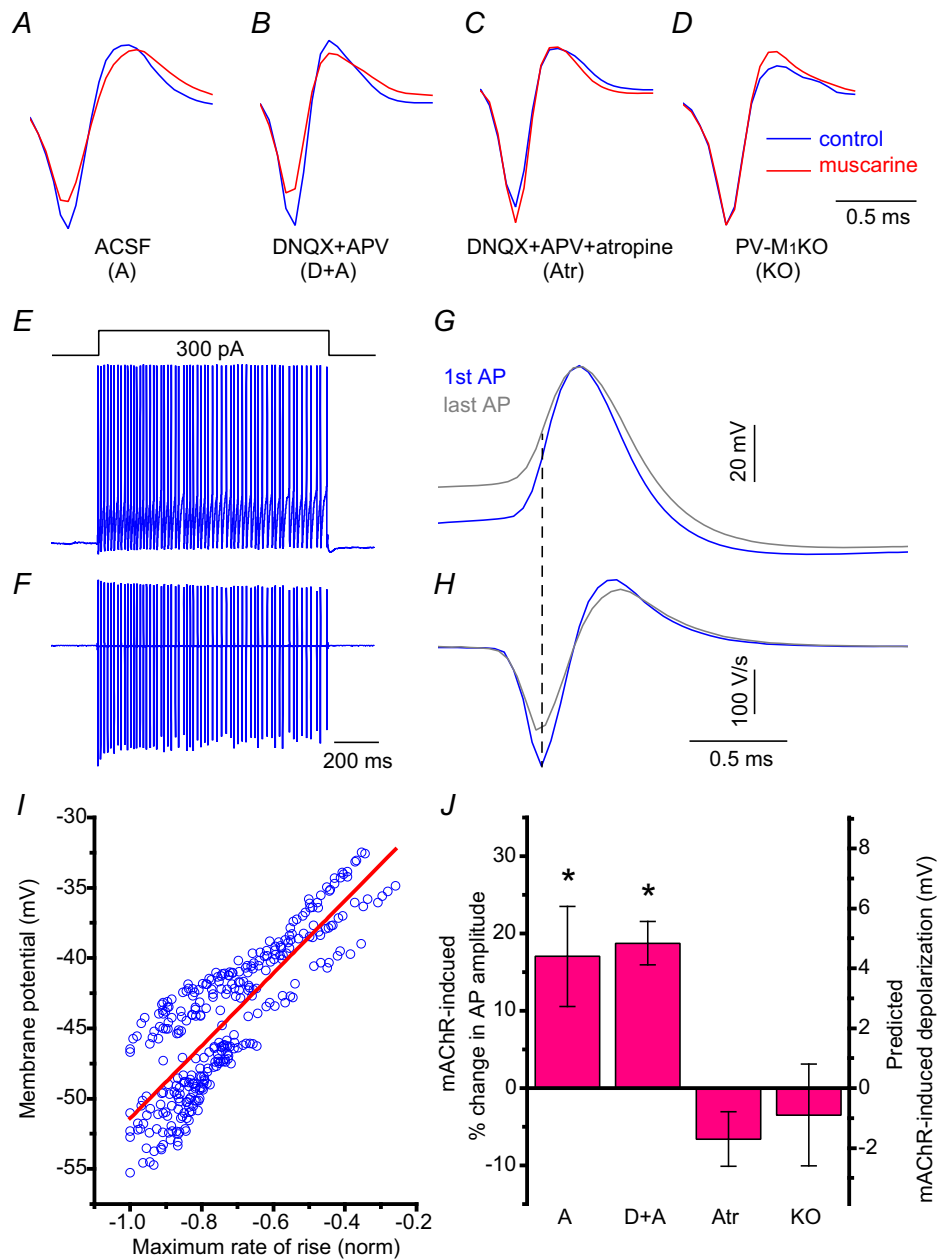 A
B
C
D
control
muscarine
0.5 ms
ACSF
(A)
DNQX+APV
(D+A)
DNQX+APV+atropine
(Atr)
PV-M1KO
(KO)
E
300 pA
F
200 ms
G
1st AP
last AP
20 mV
H
100 V/s
0.5 ms
I
-30
-35
-40
-45
-50
-55
Membrane potential (mV)
-1.0
-0.8
-0.6
-0.4
-0.2
Maximum rate of rise (norm)
J
mAChR-indcued
% change in AP amplitude
30
20
10
0
-10
*
*
A
D+A
Atr
KO
8
6
4
2
0
-2
Predicted
mAChR-induced depolarization (mV)